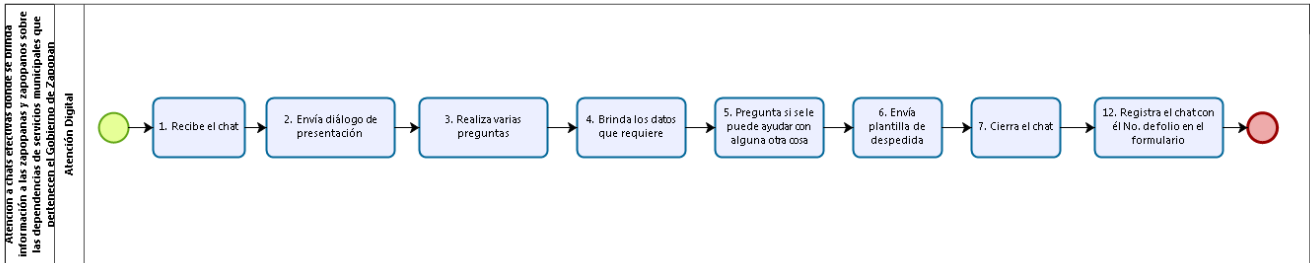 Atención a chats efectivas donde se brinda
información a las zapopanas y zapopanos sobre
las dependencias de servicios municipales que
pertenecen el Gobierno de Zapopan
Atención Digital
1. Recibe el chat
2. Envía diálogo de
presentación
3. Realiza varias
preguntas
4. Brinda los datos
que requiere
5. Pregunta si se le
puede ayudar con
alguna otra cosa
6. Envía
plantilla de
despedida
7. Cierra el chat
12. Registra el chat con
él No. de folio en el
formulario